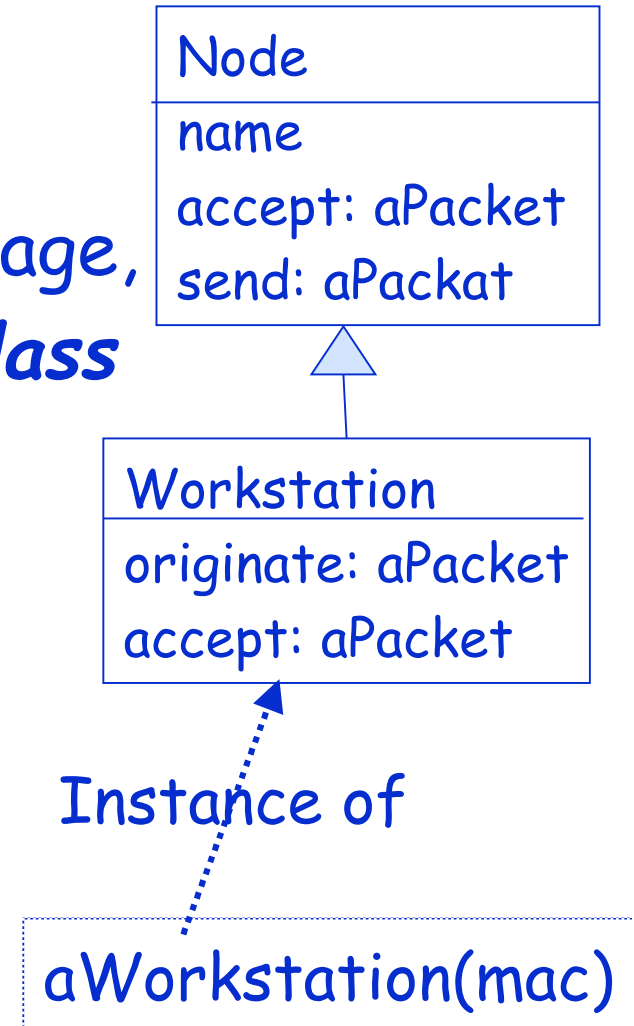 Node
name
accept: aPacket
age,
send: aPackat
lass
Workstation
originate: aPacket
accept: aPacket
Instance of
aWorkstation(mac)